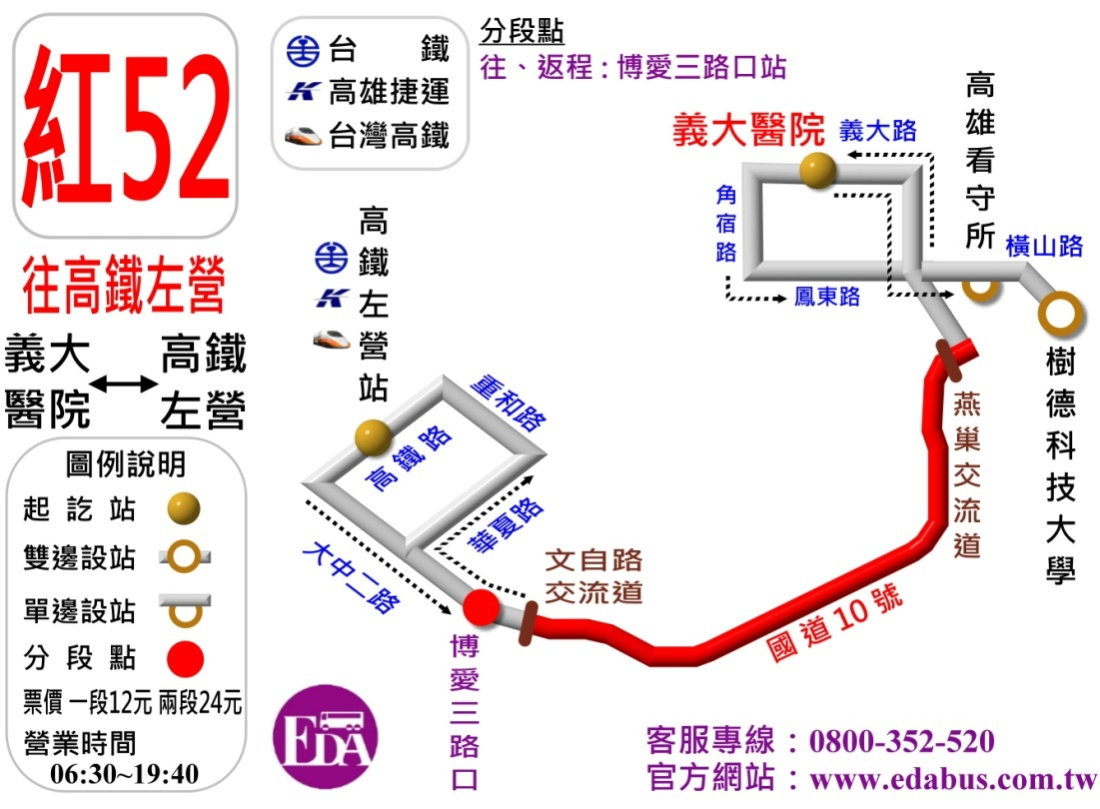 紅52
往高鐵左營
義大
醫院
高鐵
左營
圖例說明
起訖站
雙邊設站
單邊設站
分段點
票價 一段12元 兩段24元
營業時間
06:30~19:40
台 鐵
高雄捷運
台灣高鐵
分段點
往、返程:博愛三路口站
義大醫院
義大路
角宿路
鳳東路
高雄看守所
橫山路
樹德科技大學
燕巢交流道
國道10號
高鐵左營站
重和路
高鐵路
華夏路
大中二路
文自路
交流道
博愛三路口
EDA
客服專線:0800-352-520
官方網站:www.edabus.com.tw